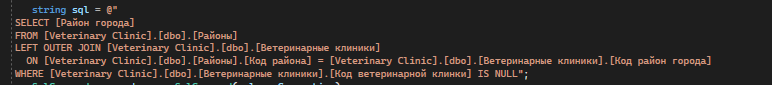 string sql = @"
SELECT [Район города]
FROM [Veterinary Clinic].[dbo].[Районы]
LEFT OUTER JOIN [Veterinary Clinic].[dbo].[Ветеринарные клиники]
ON [Veterinary Clinic].[dbo].[Районы].[Код района] = [Veterinary Clinic].[dbo].[Ветеринарные клиники].[Код район города]
WHERE [Veterinary Clinic].[dbo].[Ветеринарные клиники].[Код ветеринарной клинки] IS NULL";